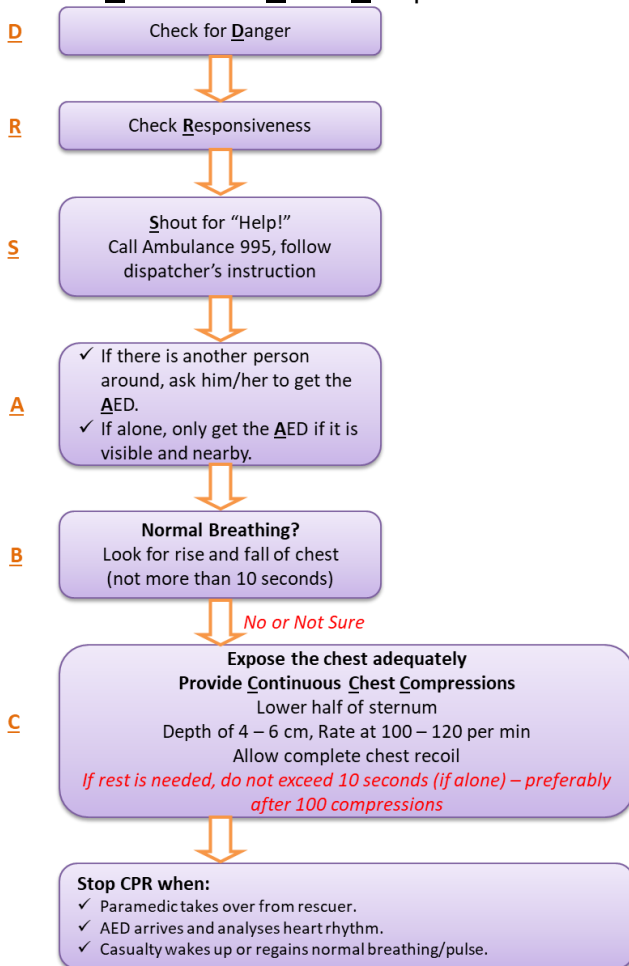 D
Check for Danger
R
Check Responsiveness
S
Shout for “Help!”
Call Ambulance 995, follow
dispatcher’s instruction
A
✓ If there is another person
around, ask him/her to get the
AED.
✓ If alone, only get the AED if it is
visible and nearby.
B
Normal Breathing?
Look for rise and fall of chest
(not more than 10 seconds)
No or Not Sure
C
Expose the chest adequately
Provide Continuous Chest Compressions
Lower half of sternum
Depth of 4 – 6 cm, Rate at 100 – 120 per min
Allow complete chest recoil
If rest is needed, do not exceed 10 seconds (if alone) – preferably
after 100 compressions
Stop CPR when:
✓ Paramedic takes over from rescuer.
✓ AED arrives and analyses heart rhythm.
✓ Casualty wakes up or regains normal breathing/pulse.